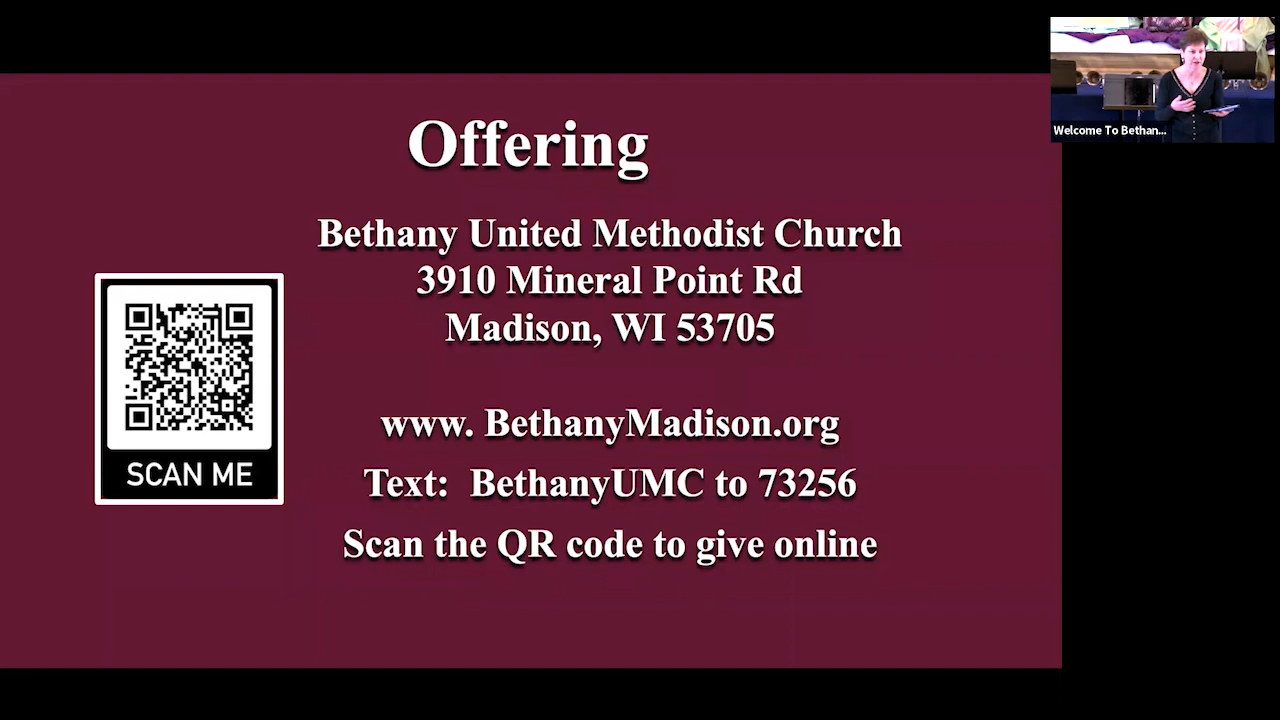 Offering
Bethany United Methodist Church
3910 Mineral Point Rd
Madison, WI 53705
www. BethanyMadison.org
Text:  BethanyUMC to 73256
Scan the QR code to give online
SCAN ME
Welcome To Bethan...